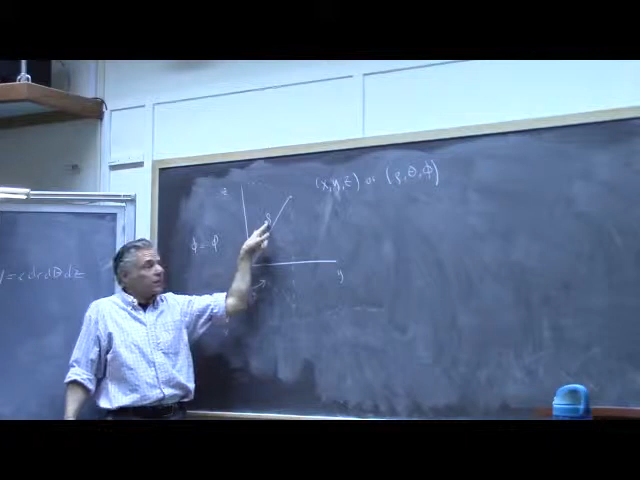 (x,y,z) or (ρ,θ,φ)
z
ρ
φ = φ
y
V = r dr dθ dz